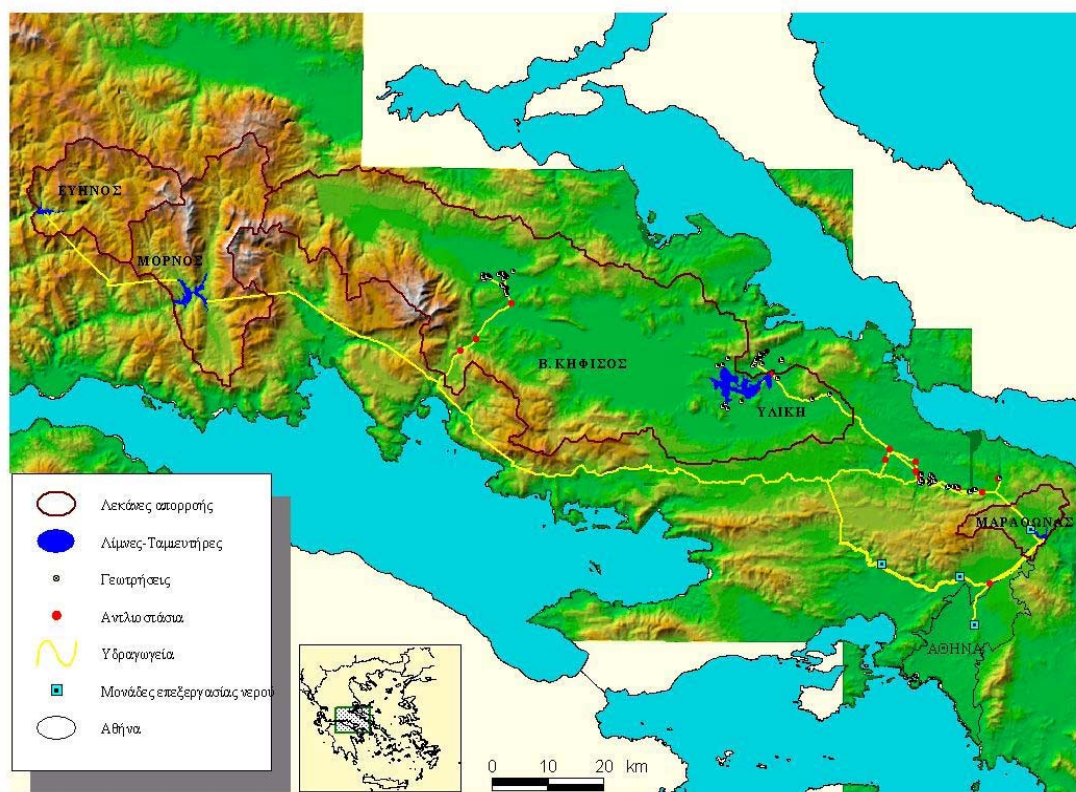 ΕΥΗΝΟΣ
ΜΟΡΝΟΣ
Β. ΚΗΦΙΣΟΣ
ΥΛΙΚΗ
ΜΑΡΑΘΩΝΑΣ
ΑΘΗΝΑ
Λεκάνες απορροής
Λίμνες-Ταμιευτήρες
Γεωτρήσεις
Αντλιοστάσια
Υδραγωγεία
Μονάδες επεξεργασίας νερού
Αθήνα
0 10 20 km